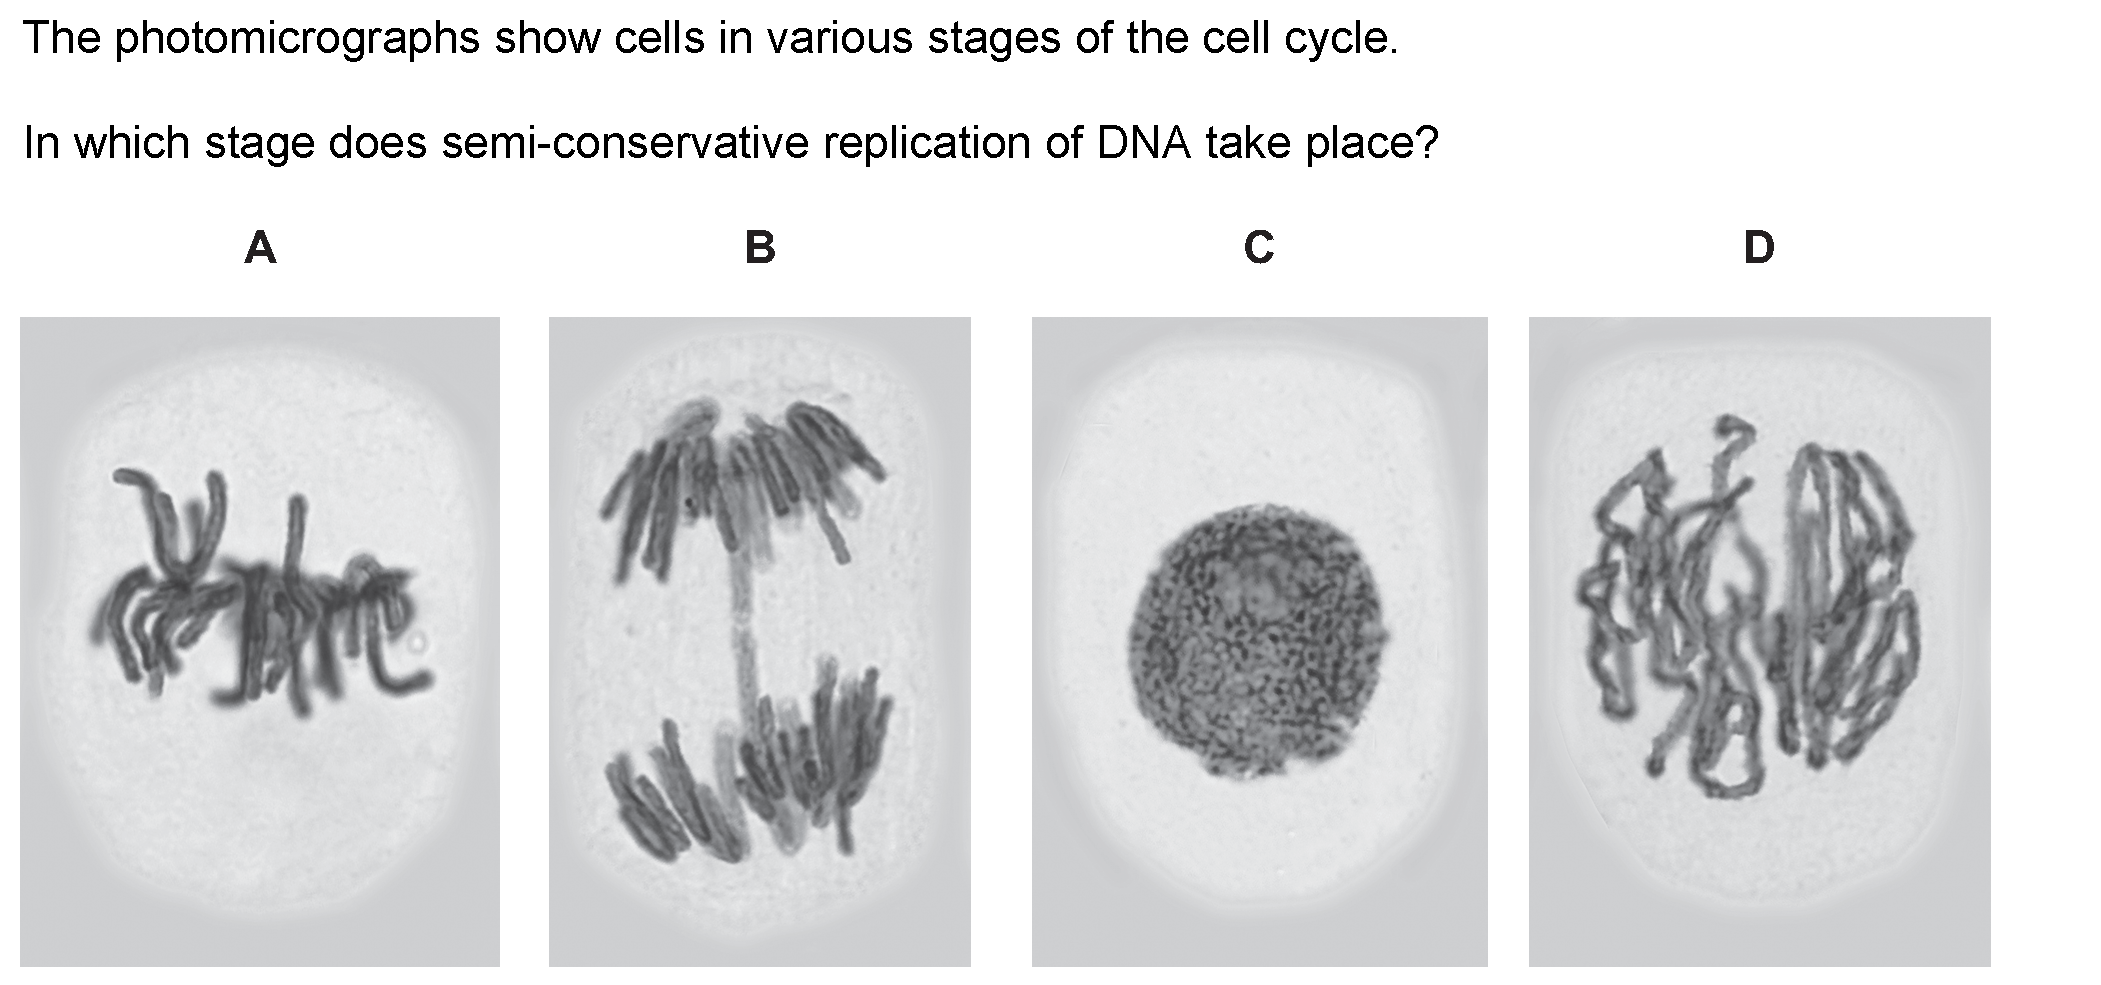 The photomicrographs show cells in various stages of the cell cycle.
In which stage does semi-conservative replication of DNA take place?
A B C D